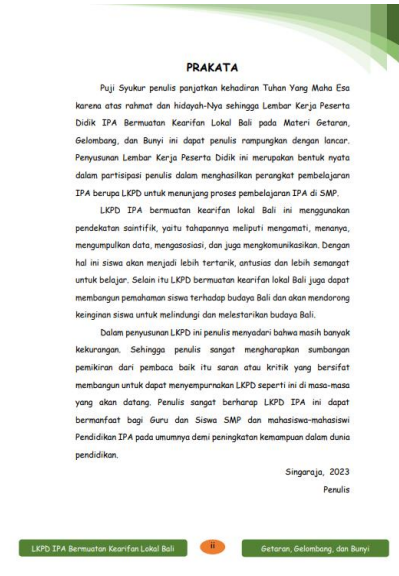 PRAKATA
Puji Syukur penulis panjatkan kehadiran Tuhan Yang Maha Esa
karena atas rahmat dan hidayah-Nya sehingga Lembar Kerja Peserta
Didik IPA Bermuatan Kearifan Lokal Bali pada Materi Getaran,
Gelombang, dan Bunyi ini dapat penulis rampungkan dengan lancar.
Penyusunan Lembar Kerja Peserta Didik ini merupakan bentuk nyata
dalam partisipasi penulis dalam menghasilkan perangkat pembelajaran
IPA berupa LKPD untuk menunjang proses pembelajaran IPA di SMP.
LKPD IPA bermuatan kearifan lokal Bali ini menggunakan
pendekatan saintifik, yaitu tahapannya meliputi mengamati, menanya,
mengumpulkan data, mengasosiasi, dan juga mengkomunikasikan. Dengan
hal ini siswa akan menjadi lebih tertarik, antusias dan lebih semangat
untuk belajar. Selain itu LKPD bermuatan kearifan lokal Bali juga dapat
membangun pemahaman siswa terhadap budaya Bali dan akan mendorong
keinginan siswa untuk melindungi dan melestarikan budaya Bali.
Dalam penyusunan LKPD ini penulis menyadari bahwa masih banyak
kekurangan. Sehingga penulis sangat mengharapkan sumbangan
pemikiran dari pembaca baik itu saran atau kritik yang bersifat
membangun untuk dapat menyempurnakan LKPD seperti ini di masa-masa
yang akan datang. Penulis sangat berharap LKPD IPA ini dapat
bermanfaat bagi Guru dan Siswa SMP dan mahasiswa-mahasiswi
Pendidikan IPA pada umumnya demi peningkatan kemampuan dalam dunia
pendidikan.
Singaraja, 2023
Penulis
LKPD IPA Bermuatan Kearifan Lokal Bali
ii
Getaran, Gelombang, dan Bunyi